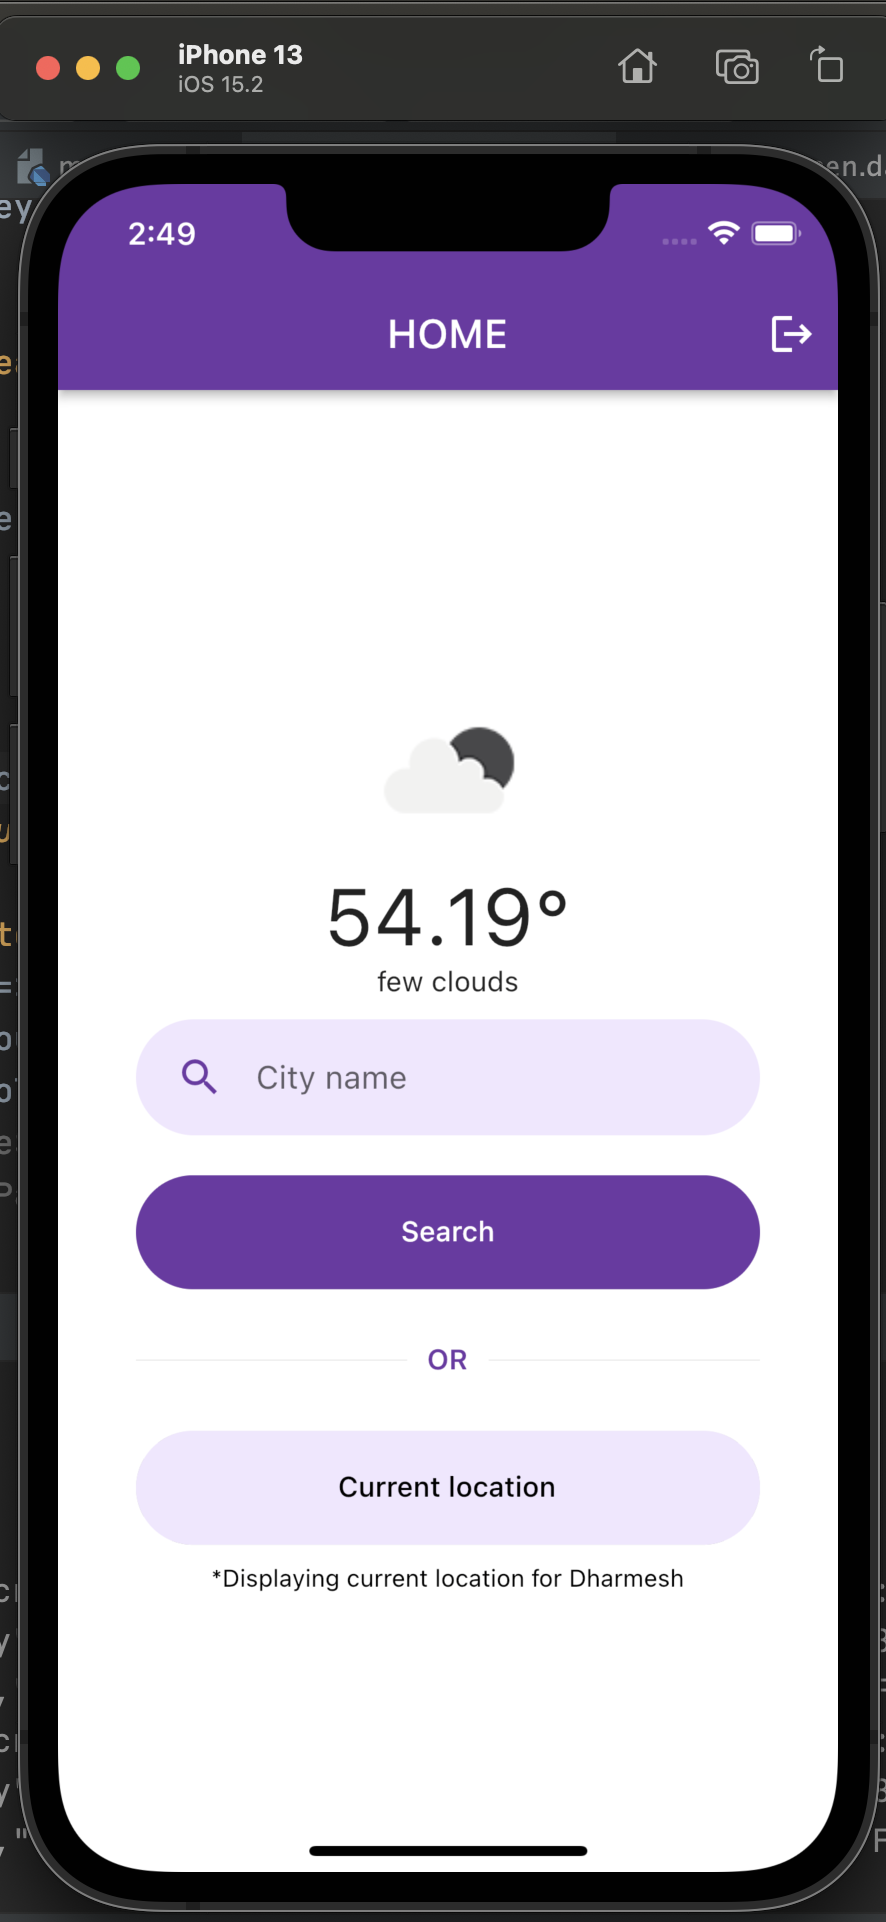 iPhone 13
iOS 15.2
2:49
HOME
54.19°
few clouds
City name
Search
OR
Current location
*Displaying current location for Dharmesh